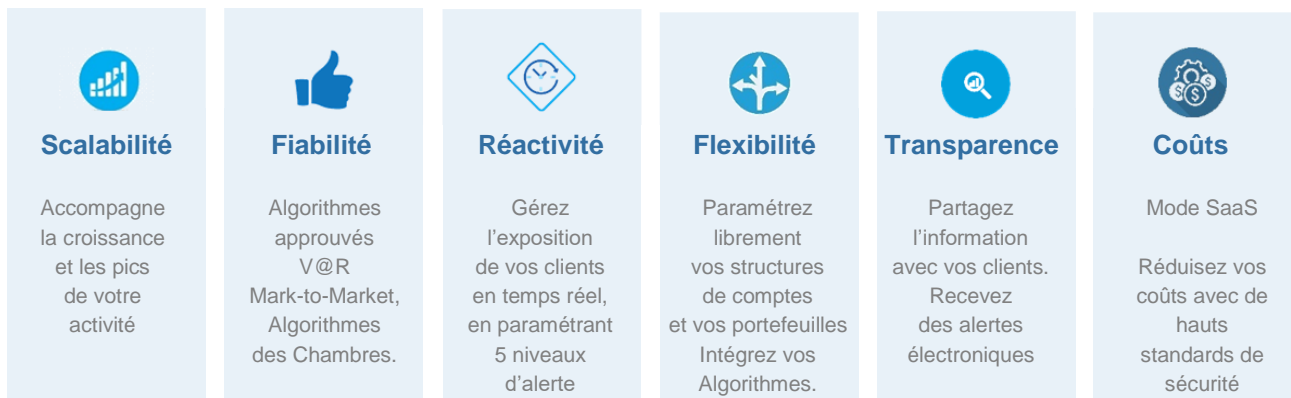 Scalabilité
Accompagne
la croissance
et les pics
de votre
activité
Fiabilité
Algorithmes
approuvés
V@R
Mark-to-Market,
Algorithmes
des Chambres.
Réactivité
Gérez
l’exposition
de vos clients
en temps réel,
en paramétrant
5 niveaux
d’alerte
Flexibilité
Paramétrez
librement
vos structures
de comptes
et vos portefeuilles
Intégrez vos
Algorithmes.
Transparence
Partagez
l’information
avec vos clients.
Recevez
des alertes
électroniques
Coûts
Mode SaaS
Réduisez vos
coûts avec de
hauts
standards de
sécurité